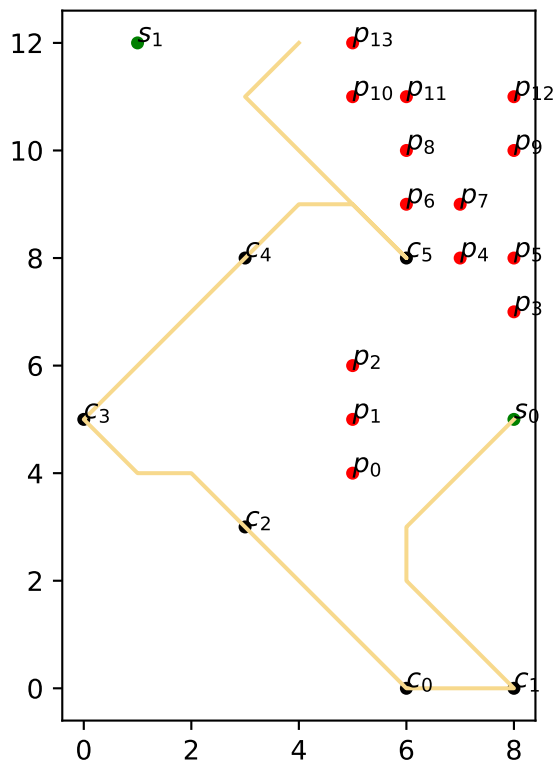 12
s₁
p₁₃
p₁₀
p₁₁
p₁₂
10
p₈
p₉
p₆
p₇
8
c₄
c₅
p₄
p₅
p₃
6
p₂
c₃
p₁
s₀
4
p₀
c₂
2
0
c₀
c₁
0 2 4 6 8